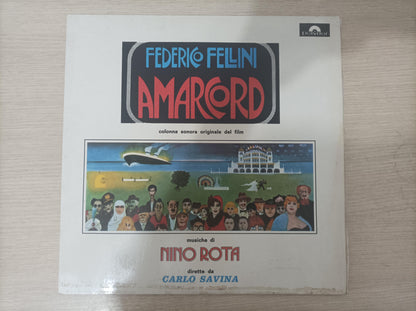 FEDERICO FELLINI
AMARCORD
colonna sonora originale del film
musiche di
NINO ROTA
dirette da
CARLO SAVINA